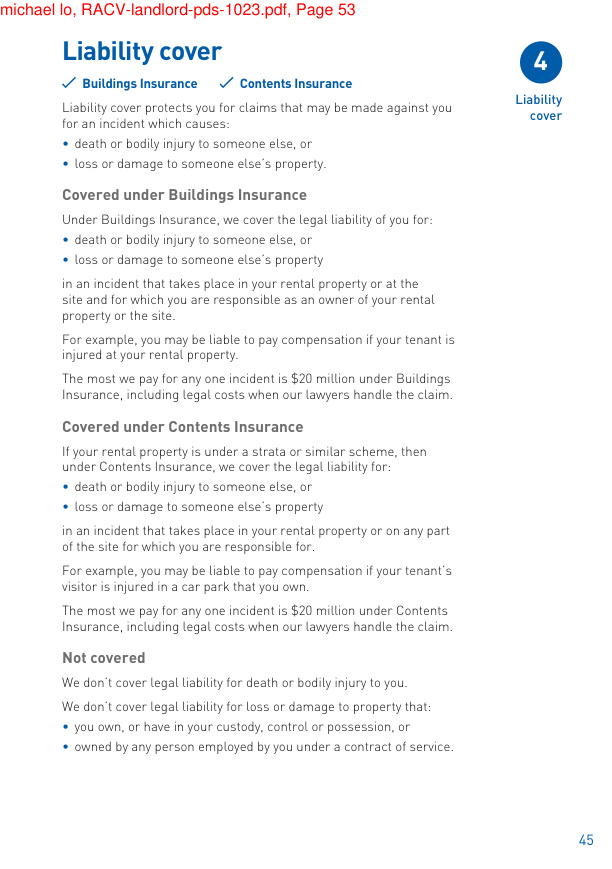 michael lo, RACV-landlord-pds-1023.pdf, Page 53
Liability cover
Buildings Insurance Contents Insurance
4
Liability
cover
Liability cover protects you for claims that may be made against you
for an incident which causes:
• death or bodily injury to someone else, or
• loss or damage to someone else's property.
Covered under Buildings Insurance
Under Buildings Insurance, we cover the legal liability of you for:
• death or bodily injury to someone else, or
• loss or damage to someone else's property
in an incident that takes place in your rental property or at the
site and for which you are responsible as an owner of your rental
property or the site.
For example, you may be liable to pay compensation if your tenant is
injured at your rental property.
The most we pay for any one incident is $20 million under Buildings
Insurance, including legal costs when our lawyers handle the claim.
Covered under Contents Insurance
If your rental property is under a strata or similar scheme, then
under Contents Insurance, we cover the legal liability for:
• death or bodily injury to someone else, or
• loss or damage to someone else's property
in an incident that takes place in your rental property or on any part
of the site for which you are responsible for.
For example, you may be liable to pay compensation if your tenant's
visitor is injured in a car park that you own.
The most we pay for any one incident is $20 million under Contents
Insurance, including legal costs when our lawyers handle the claim.
Not covered
We don't cover legal liability for death or bodily injury to you.
We don't cover legal liability for loss or damage to property that:
• you own, or have in your custody, control or possession, or
• owned by any person employed by you under a contract of service.
45